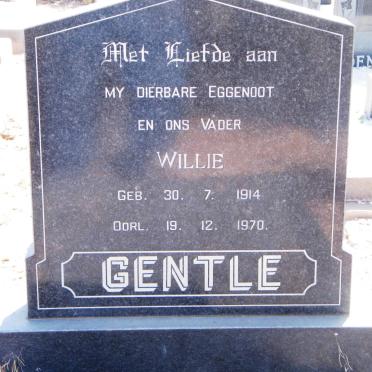 Met Liefde aan
MY DIERBARE EGGENOOT
EN ONS VADER
WILLIE
GEB. 30. 7. 1914
OORL. 19. 12. 1970.
GENTLE